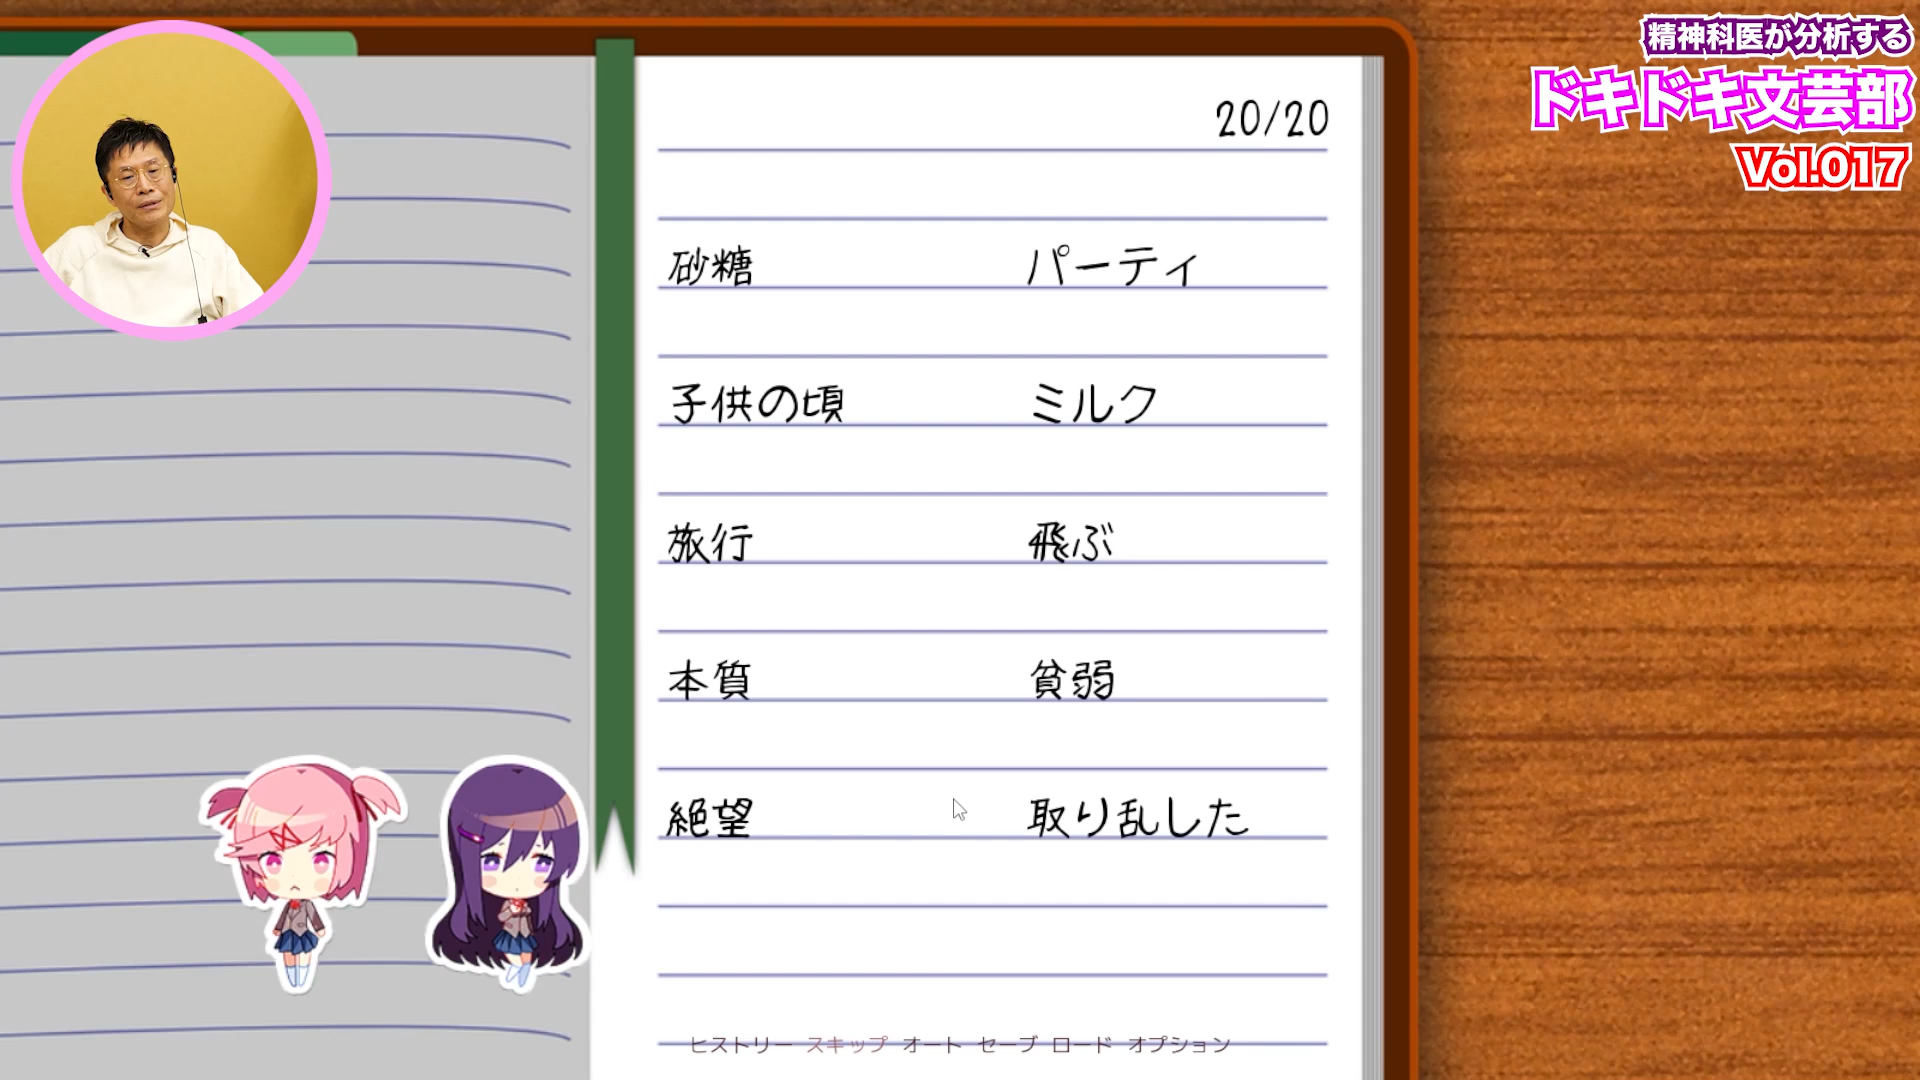 精神科医が分析する
ドキドキ文芸部
Vol.017
20/20
砂糖 パーティ
子供の頃 ミルク
旅行 飛ぶ
本質 貧弱
絶望 取り乱した
ヒストリー スキップ オート セーブ ロード オプション